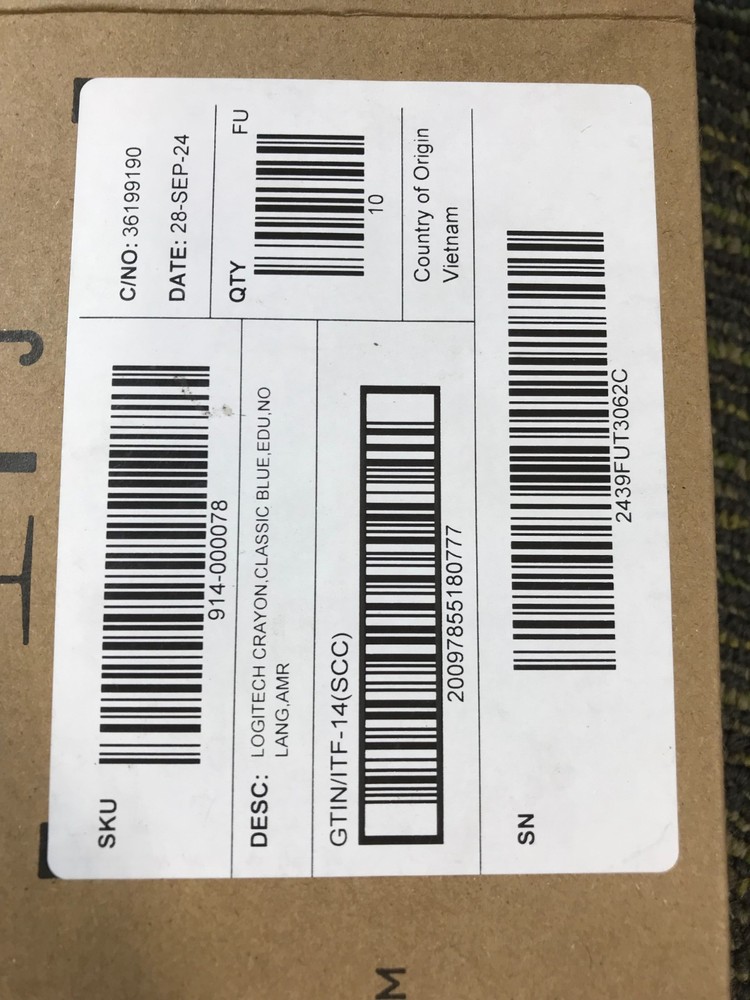 SKU
914-000078
C/NO: 36199190
DATE: 28-SEP-24
DESC: LOGITECH CRAYON,CLASSIC BLUE,EDU,NO
LANG,AMR
QTY FU
10
GTIN/ITF-14(SCC)
20097855180777
Country of Origin
Vietnam
SN
2439FUT3062C
M